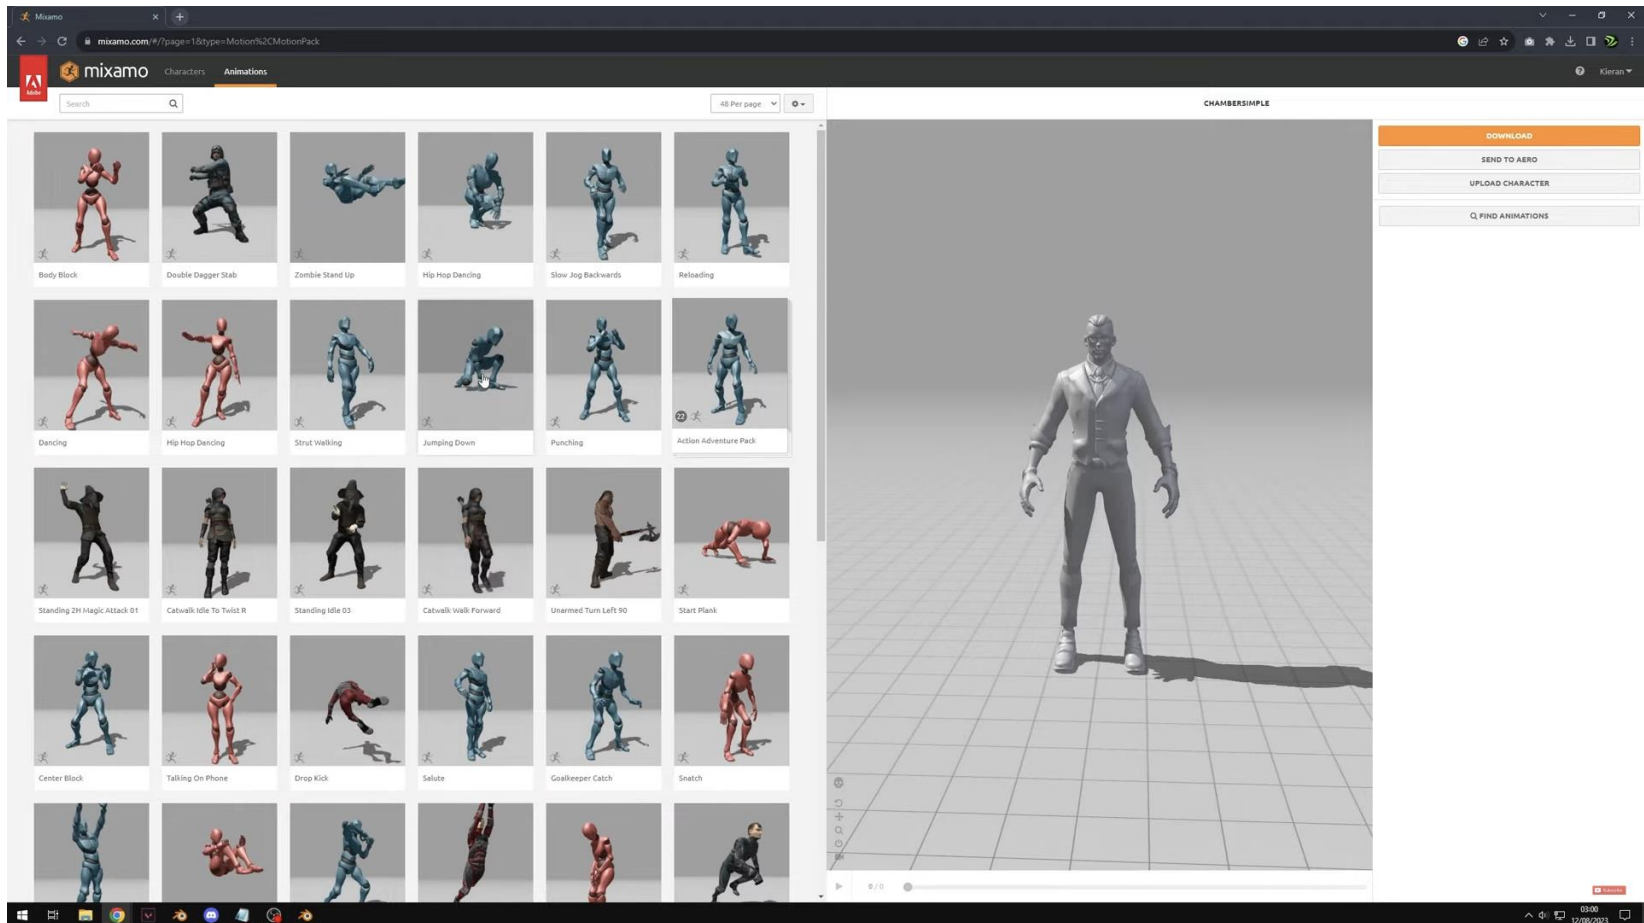 Mixamo
mixamo.com/#/?page=1&type=Motion%2CMotionPack
Adobe
mixamo
Characters
Animations
Kieran
Search
48 Per page
CHAMBERSIMPLE
DOWNLOAD
SEND TO AERO
UPLOAD CHARACTER
FIND ANIMATIONS
Body Block
Double Dagger Stab
Zombie Stand Up
Hip Hop Dancing
Slow Jog Backwards
Reloading
22
Dancing
Hip Hop Dancing
Strut Walking
Jumping Down
Punching
Action Adventure Pack
Standing 2H Magic Attack 01
Catwalk Idle To Twist R
Standing Idle 03
Catwalk Walk Forward
Unarmed Turn Left 90
Start Plank
Center Block
Talking On Phone
Drop Kick
Salute
Goalkeeper Catch
Snatch
0 / 0
Subscribe
03:00
12/08/2023